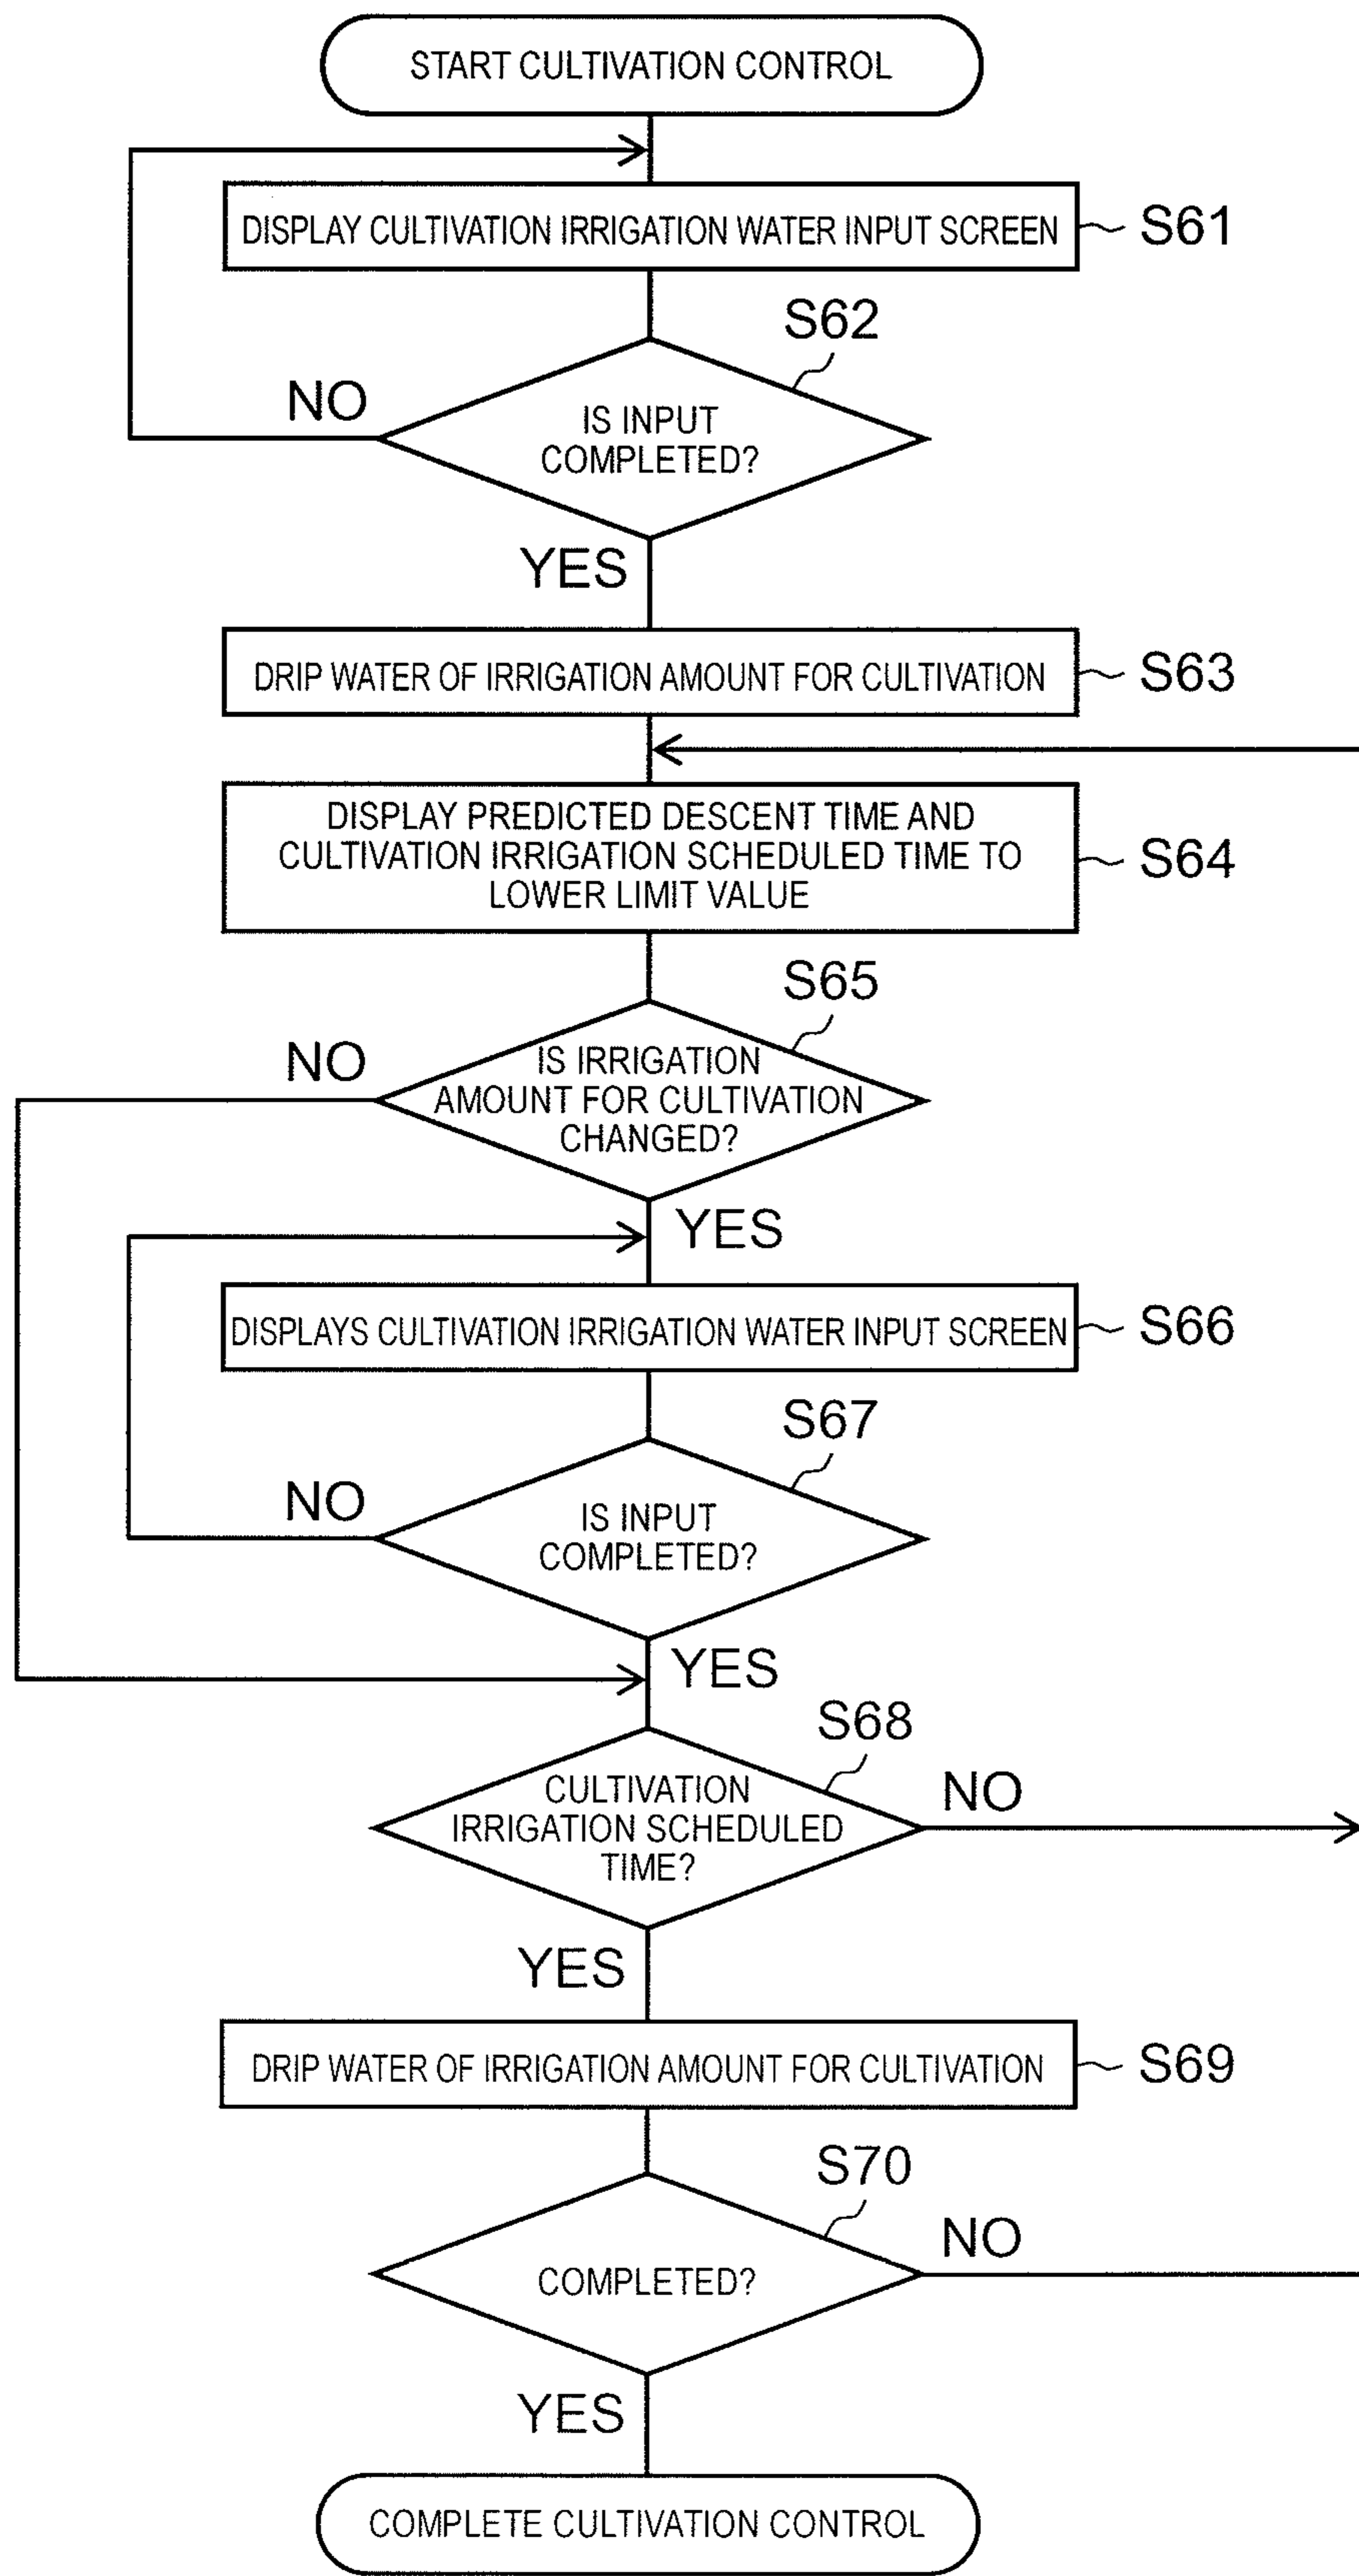 START CULTIVATION CONTROL
DISPLAY CULTIVATION IRRIGATION WATER INPUT SCREEN
S61
S62
NO
IS INPUT
COMPLETED?
YES
DRIP WATER OF IRRIGATION AMOUNT FOR CULTIVATION
S63
DISPLAY PREDICTED DESCENT TIME AND
CULTIVATION IRRIGATION SCHEDULED TIME TO
LOWER LIMIT VALUE
S64
S65
NO
IS IRRIGATION
AMOUNT FOR CULTIVATION
CHANGED?
YES
DISPLAYS CULTIVATION IRRIGATION WATER INPUT SCREEN
S66
S67
NO
IS INPUT
COMPLETED?
YES
S68
CULTIVATION
IRRIGATION SCHEDULED
TIME?
NO
YES
DRIP WATER OF IRRIGATION AMOUNT FOR CULTIVATION
S69
S70
NO
COMPLETED?
YES
COMPLETE CULTIVATION CONTROL